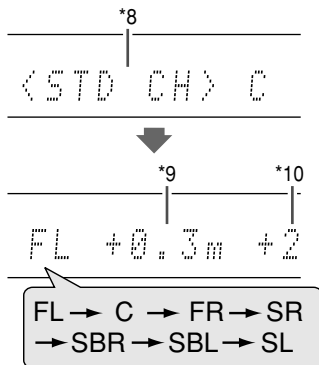 *8
<STD CH> C
*9 *10
FL +0.3m +2
FL → C → FR → SR
→ SBR → SBL → SL